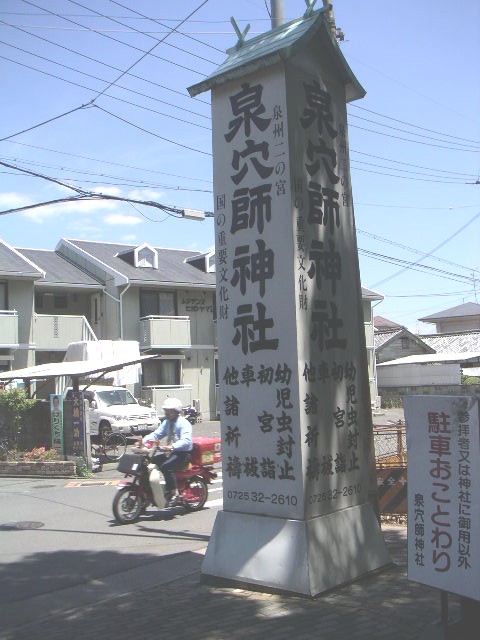 泉州二の宮
泉穴師神社
国の重要文化財
幼児虫封止
初宮詣
車祓
他諸祈祷
0725 32-2610
泉州二の宮
泉穴師神社
国の重要文化財
幼児虫封止
初宮詣
車祓
他諸祈祷
0725 32-2610
参拝者又は神社に御用以外
駐車おことわり
泉穴師神社
安全